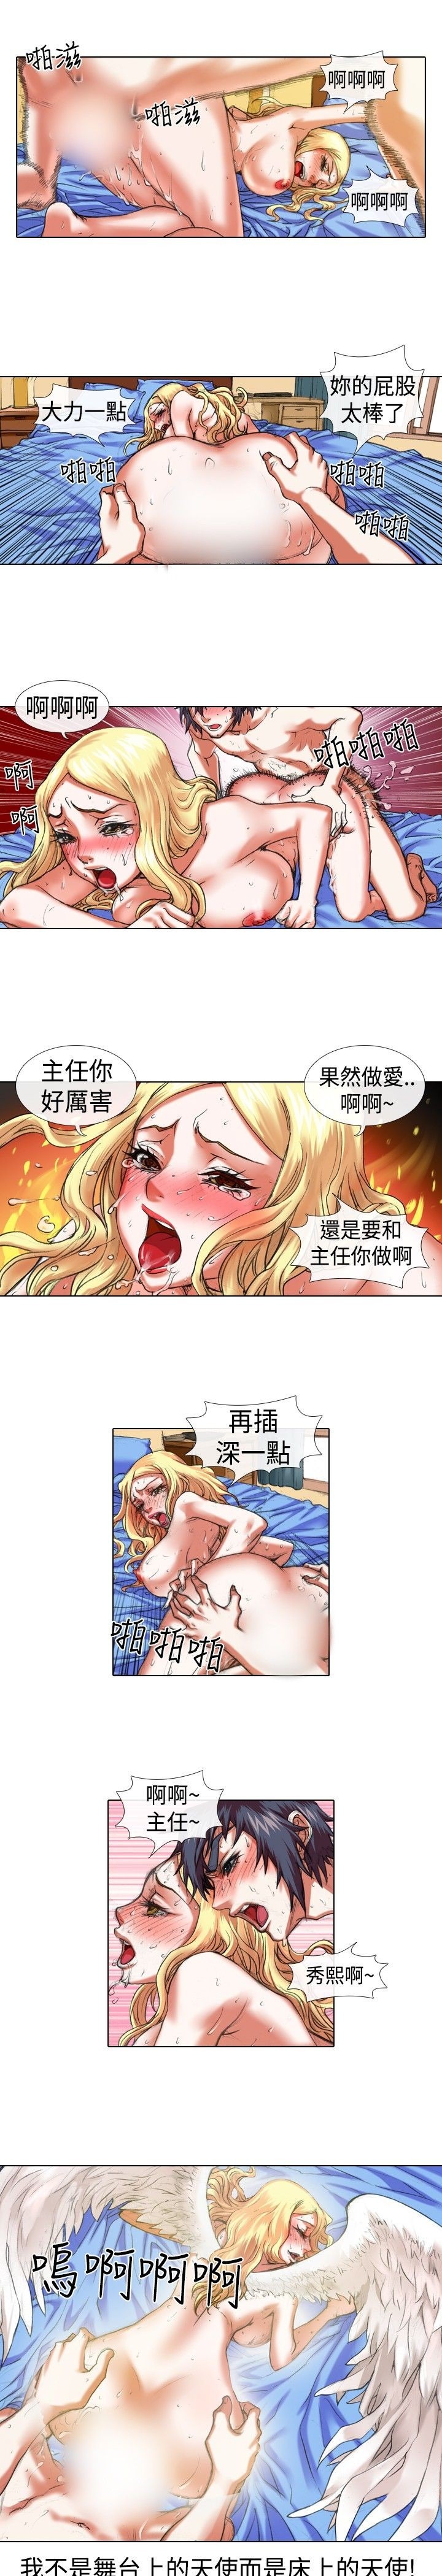 啪滋
啪滋
啊啊啊
啊啊啊
妳的屁股
太棒了
大力一點
啪啪
啪啪
啪啪
啊啊啊
啊
啊
啪啪啪
主任你
好厲害
果然做愛..
啊啊~
還是要和
主任你做啊
再插
深一點
啪啪啪
啊啊~
主任~
秀熙啊~
嗚啊啊啊
我不是舞台上的天使而是床上的天使!